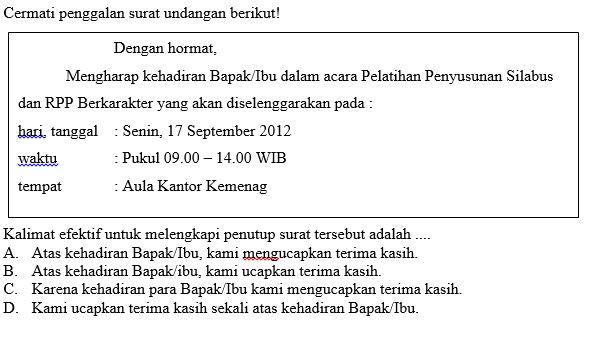 Cermati penggalan surat undangan berikut!
Dengan hormat,
Mengharap kehadiran Bapak/Ibu dalam acara Pelatihan Penyusunan Silabus
dan RPP Berkarakter yang akan diselenggarakan pada :
hari, tanggal : Senin, 17 September 2012
waktu : Pukul 09.00 – 14.00 WIB
tempat : Aula Kantor Kemenag
Kalimat efektif untuk melengkapi penutup surat tersebut adalah ....
A. Atas kehadiran Bapak/Ibu, kami mengucapkan terima kasih.
B. Atas kehadiran Bapak/ibu, kami ucapkan terima kasih.
C. Karena kehadiran para Bapak/Ibu kami mengucapkan terima kasih.
D. Kami ucapkan terima kasih sekali atas kehadiran Bapak/Ibu.